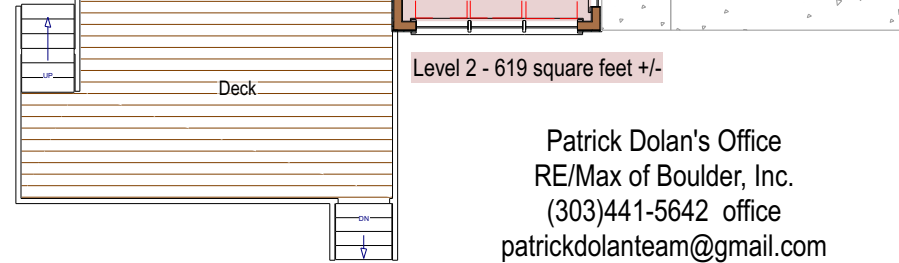 UP
Deck
Level 2 - 619 square feet +/-
Patrick Dolan's Office
RE/Max of Boulder, Inc.
(303)441-5642 office
patrickdolanteam@gmail.com
DN